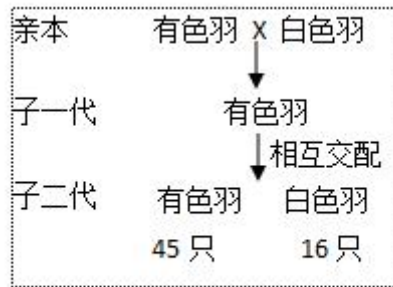 亲本 有色羽 X 白色羽
子一代 有色羽
相互交配
子二代 有色羽 白色羽
45 只 16 只